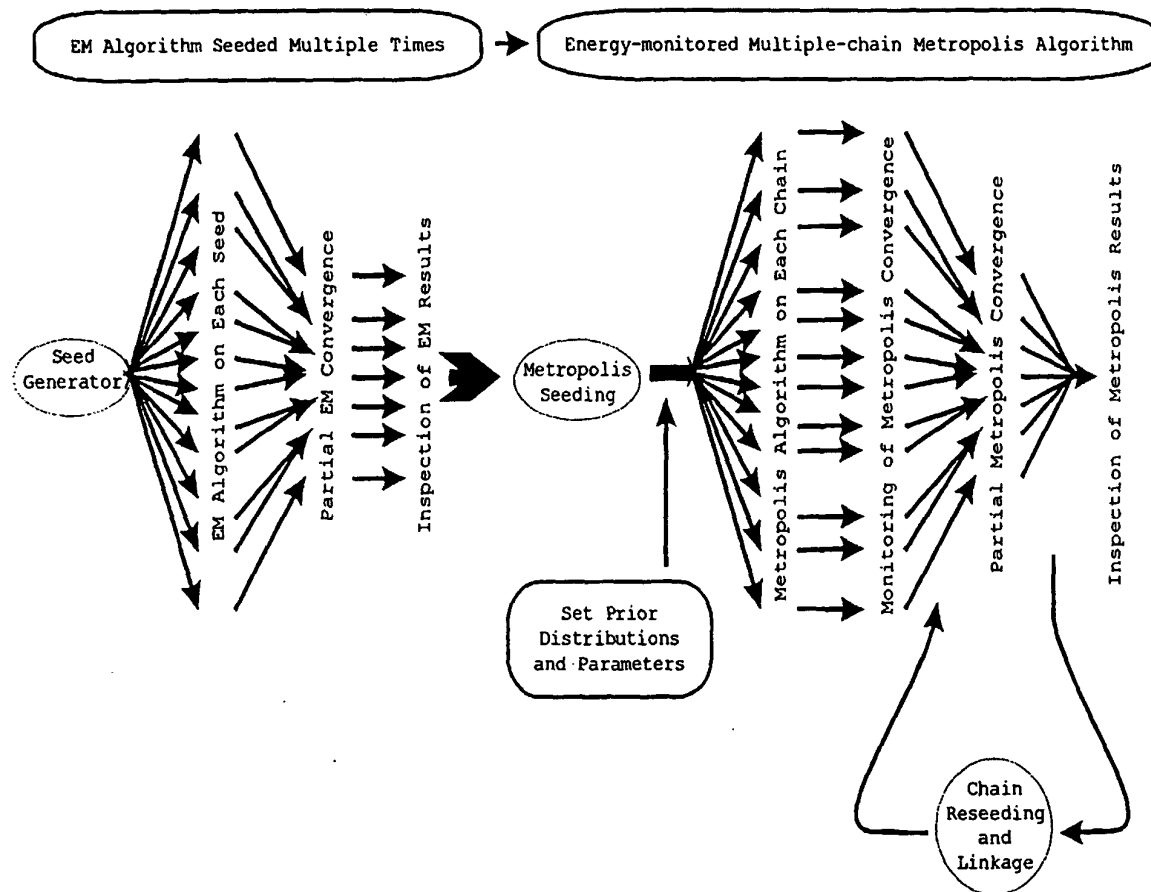 EM Algorithm Seeded Multiple Times
Energy-monitored Multiple-chain Metropolis Algorithm
Seed
Generator
EM Algorithm on Each Seed
Partial EM Convergence
Inspection of EM Results
Metropolis
Seeding
Set Prior
Distributions
and Parameters
Metropolis Algorithm on Each Chain
Monitoring of Metropolis Convergence
Partial Metropolis Convergence
Inspection of Metropolis Results
Chain
Reseeding
and
Linkage